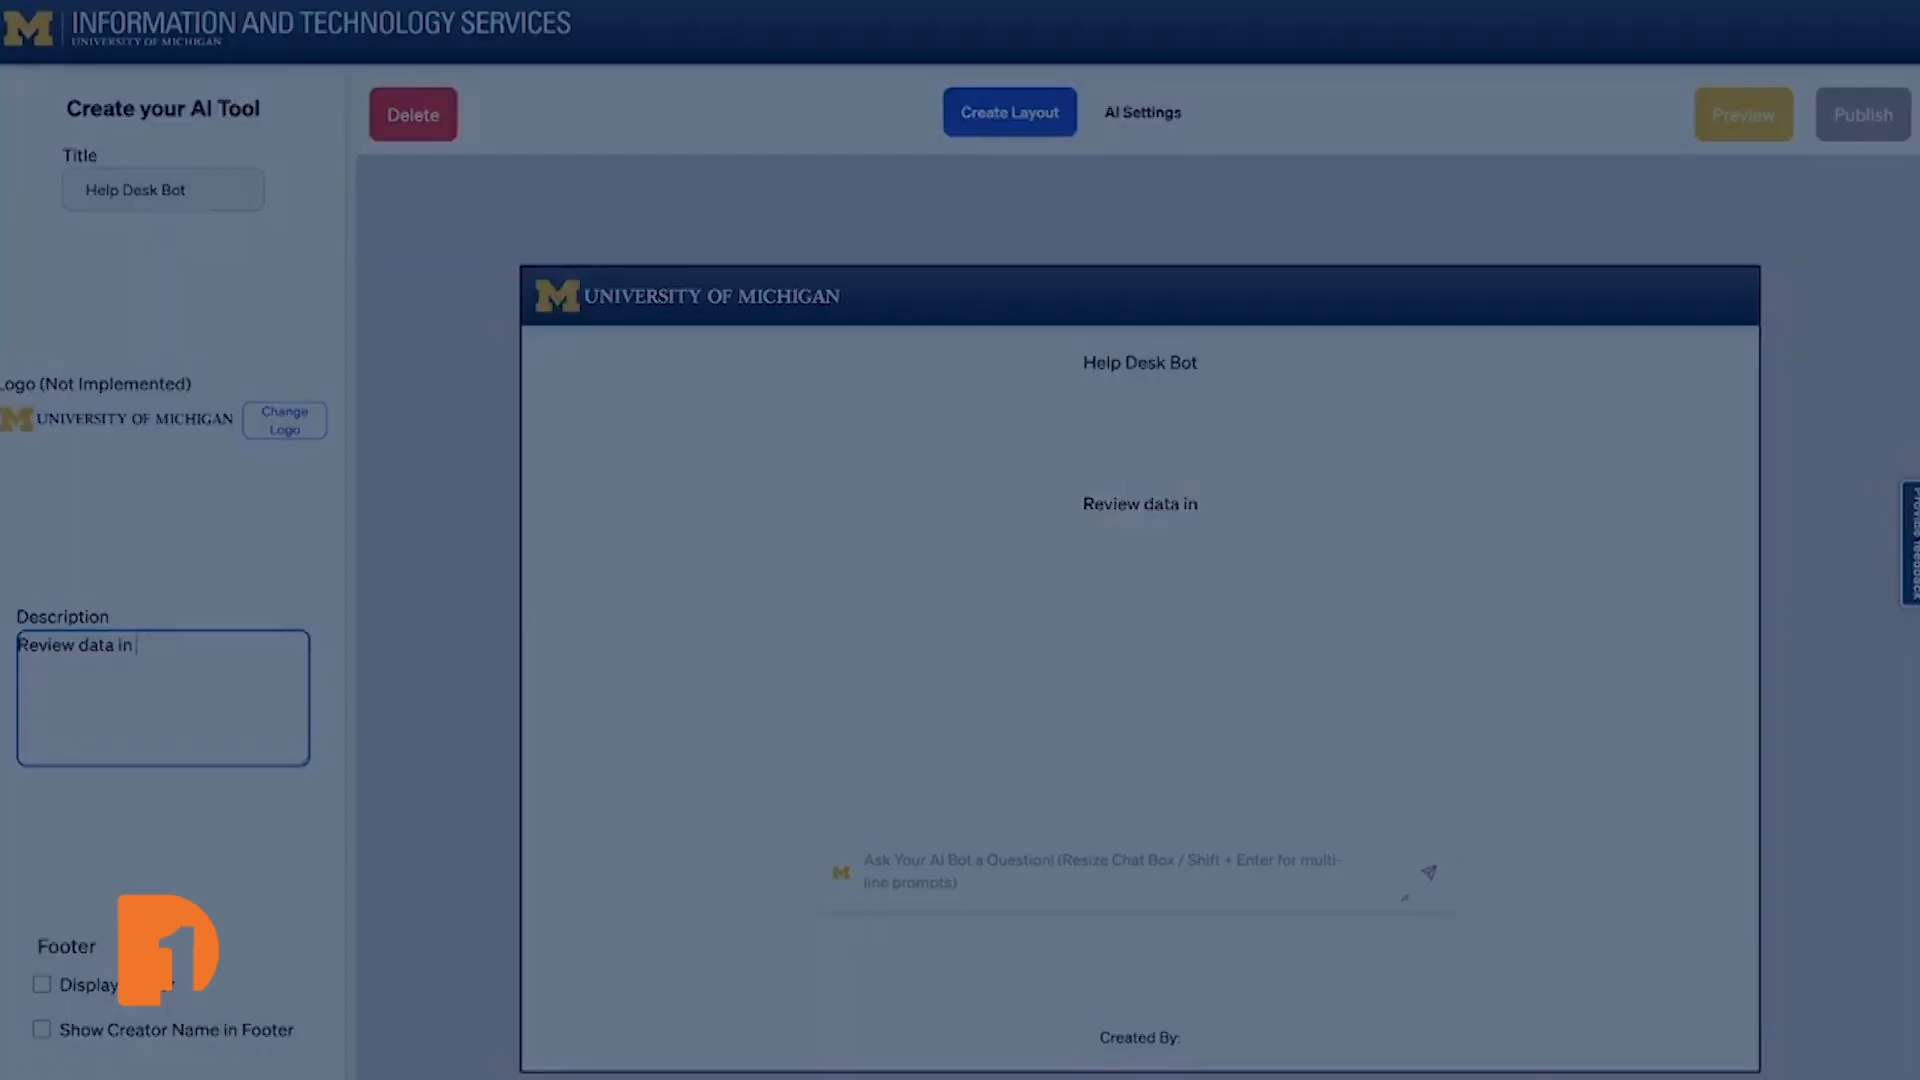 M INFORMATION AND TECHNOLOGY SERVICES
UNIVERSITY OF MICHIGAN
Create your AI Tool
Title
Help Desk Bot
Delete
Create Layout
AI Settings
Preview
Publish
M UNIVERSITY OF MICHIGAN
Help Desk Bot
Logo (Not Implemented)
M UNIVERSITY OF MICHIGAN
Change
Logo
Review data in
Description
Review data in
Provide feedback
M
Ask Your AI Bot a Question! (Resize Chat Box / Shift + Enter for multi-
line prompts)
Footer
Display
D1
Show Creator Name in Footer
Created By: